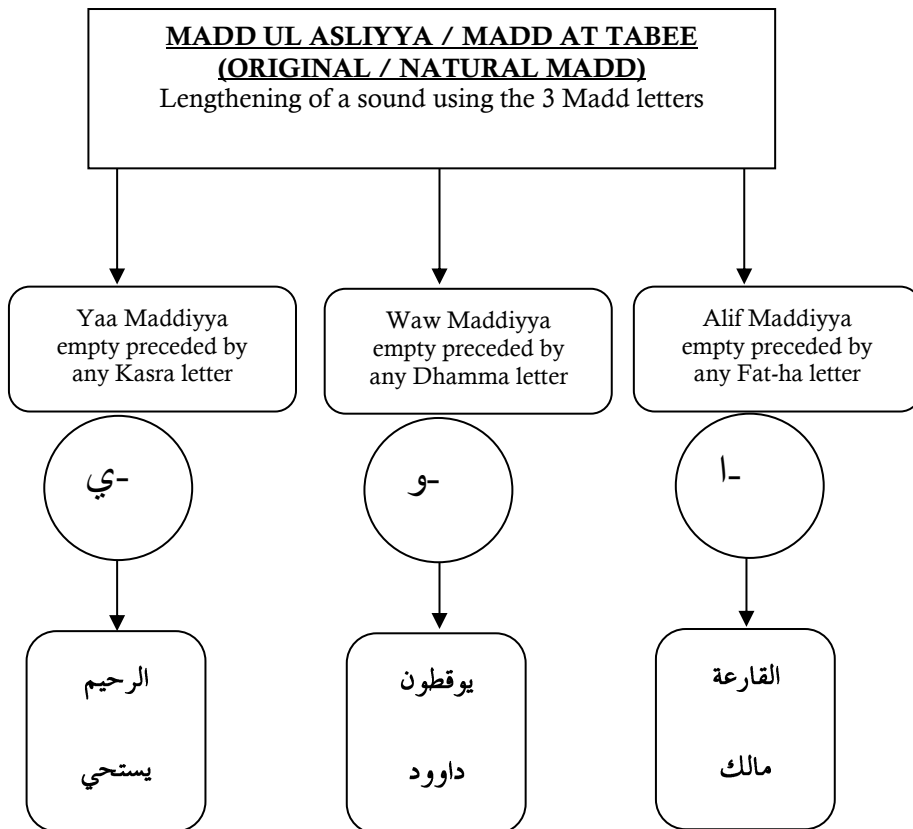 MADD UL ASLIYYA / MADD AT TABEE
(ORIGINAL / NATURAL MADD)
Lengthening of a sound using the 3 Madd letters
Yaa Maddiyya
empty preceded by
any Kasra letter
Waw Maddiyya
empty preceded by
any Dhamma letter
Alif Maddiyya
empty preceded by
any Fat-ha letter
-ي
-و
-ا
الرحيم
يستحي
يوقطون
داوود
القارعة
مالك